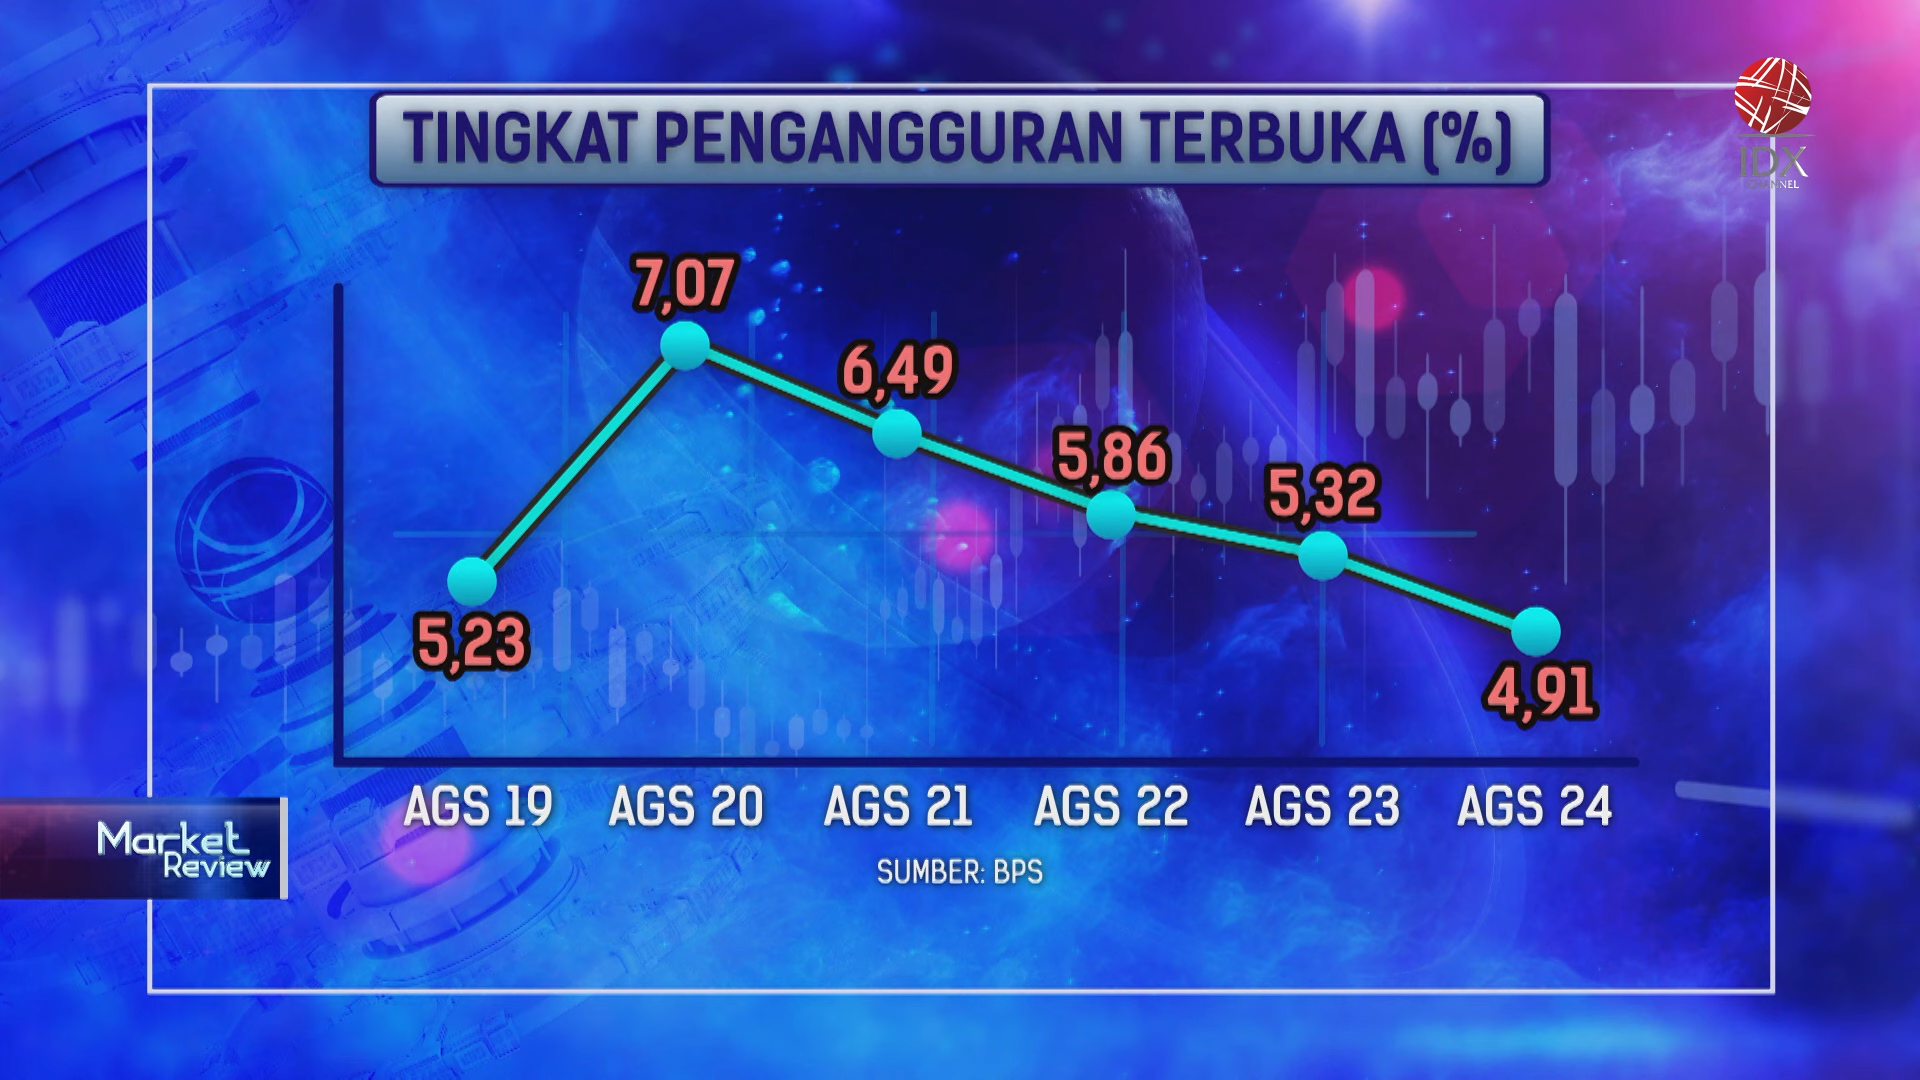 TINGKAT PENGANGGURAN TERBUKA (%)
IDX
CHANNEL
7,07
6,49
5,86
5,32
5,23
4,91
AGS 19 AGS 20 AGS 21 AGS 22 AGS 23 AGS 24
SUMBER: BPS
Market
Review